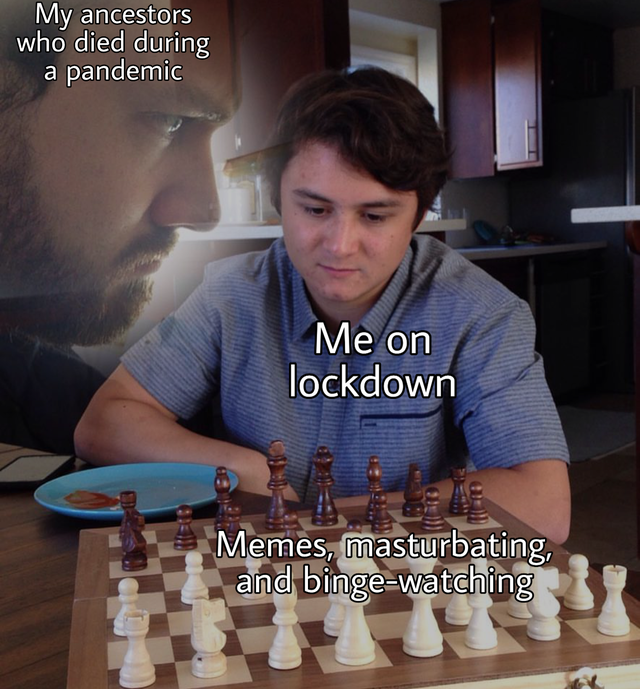 My ancestors
who died during
a pandemic
Me on
lockdown
Memes, masturbating,
and binge-watching